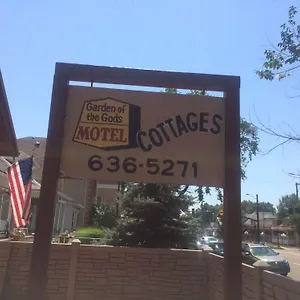 Garden of
the Gods
MOTEL
COTTAGES
636-5271